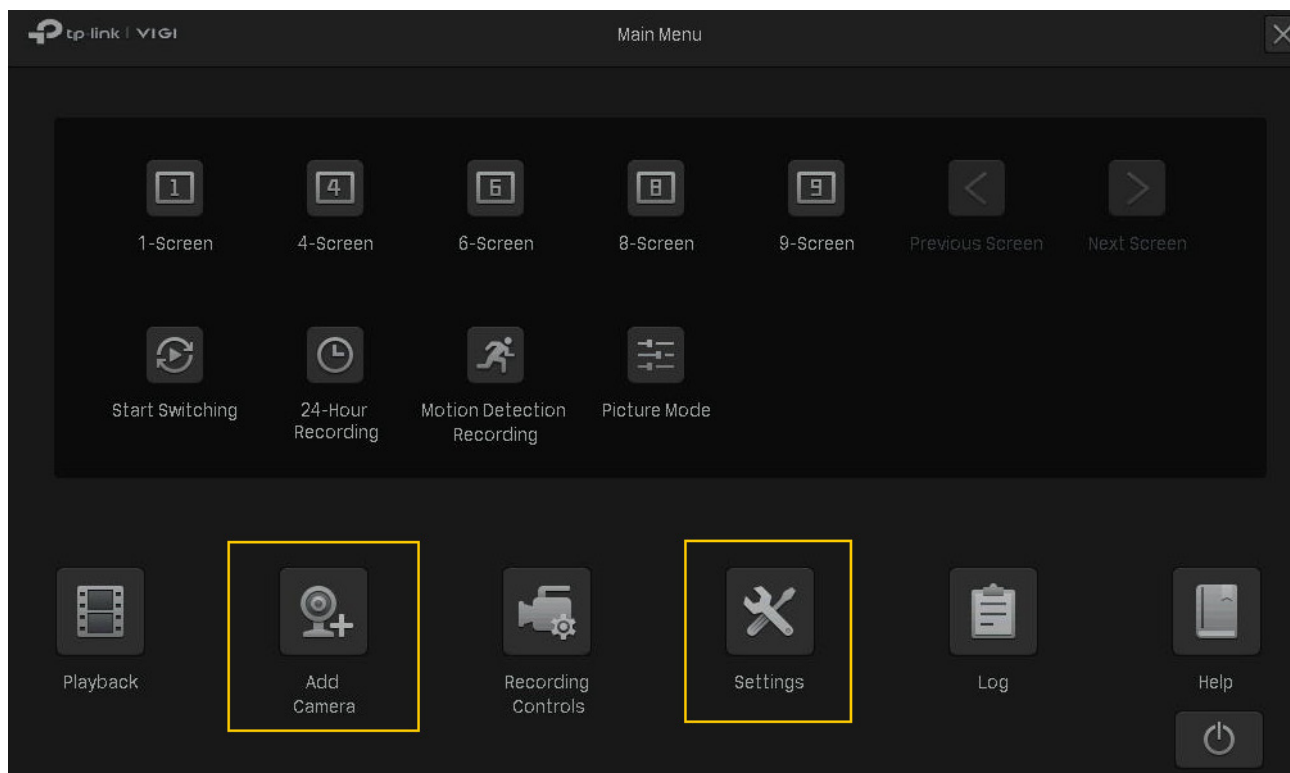 tp-link | VIGI
Main Menu
1
4
6
8
9
1-Screen
4-Screen
6-Screen
8-Screen
9-Screen
Previous Screen
Next Screen
Start Switching
24-Hour
Recording
Motion Detection
Recording
Picture Mode
Playback
Add
Camera
Recording
Controls
Settings
Log
Help